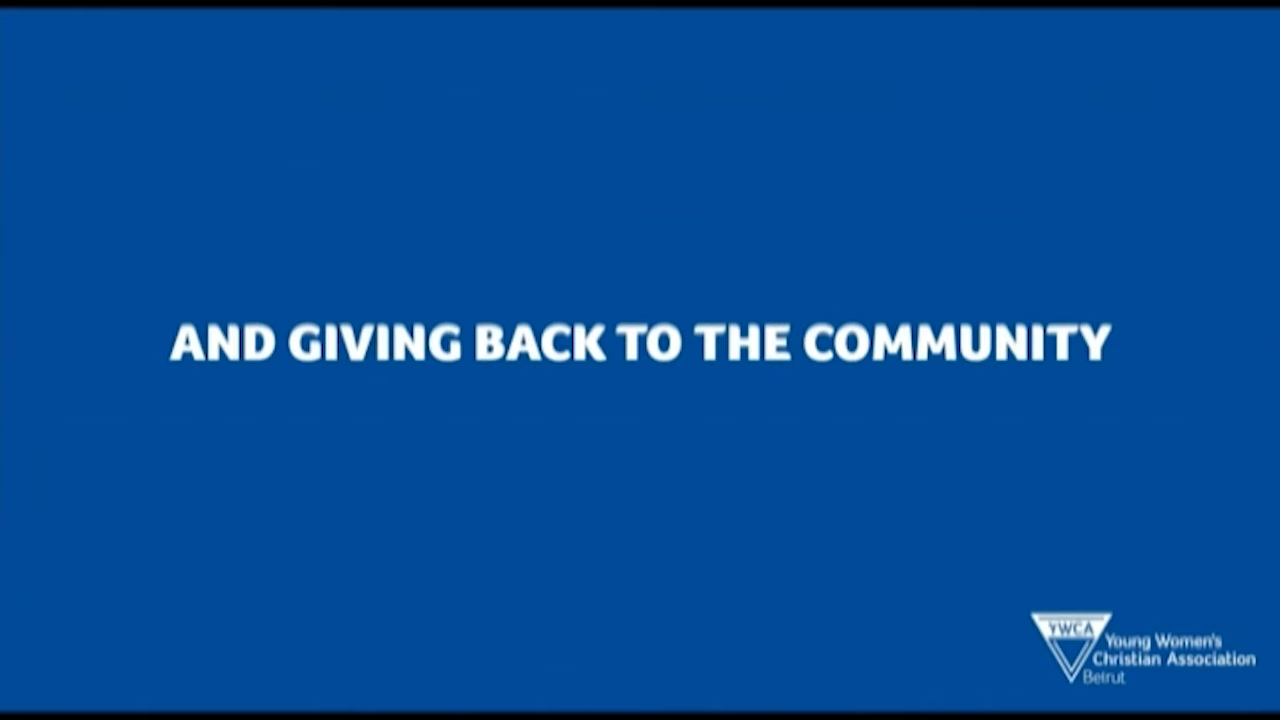 AND GIVING BACK TO THE COMMUNITY
YWCA
Young Women's
Christian Association
Beirut